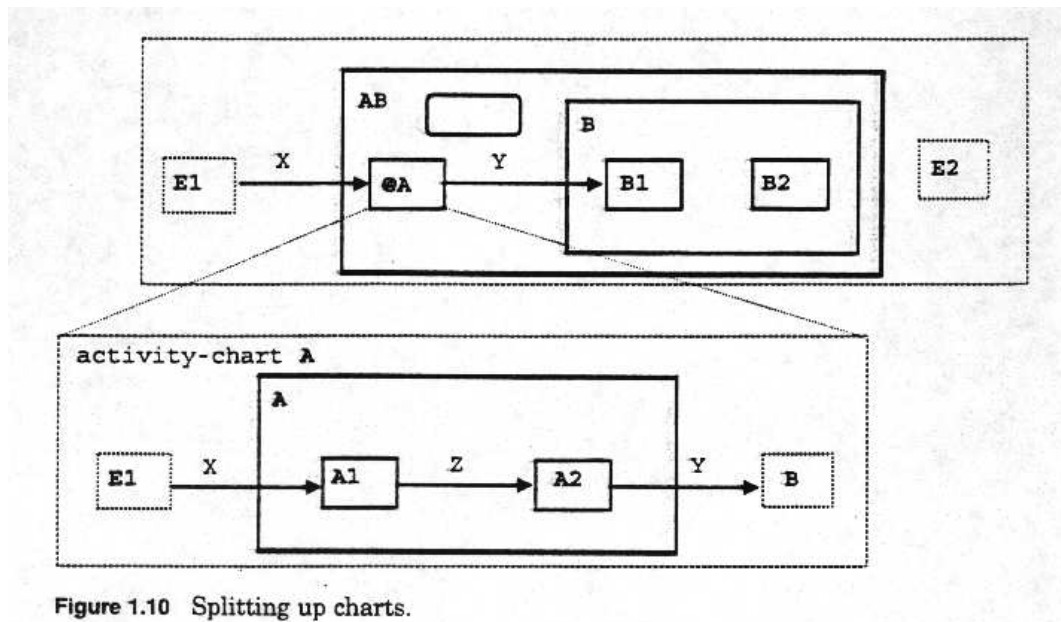 AB
B
X
Y
E1
@A
B1
B2
E2
activity-chart A
A
X
Z
Y
E1
A1
A2
B
Figure 1.10 Splitting up charts.